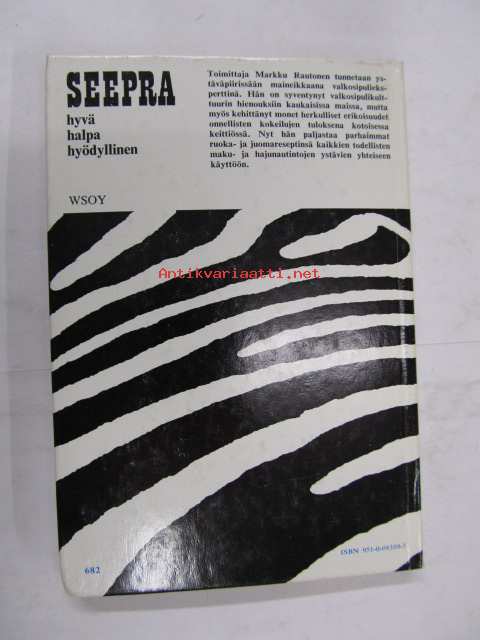 SEEPRA
hyvä
halpa
hyödyllinen
WSOY
Toimittaja Markku Rautonen tunnetaan ys-
täväpiirissään maineikkaana valkosipulieks-
perttinä. Hän on syventynyt valkosipulikult-
tuurin hienouksiin kaukaisissa maissa, mutta
myös kehittänyt monet herkulliset erikoisuudet
onnellisten kokeilujen tuloksena kotoisessa
keittiössä. Nyt hän paljastaa parhaimmat
ruoka- ja juomareseptinsä kaikkien todellisten
maku- ja hajunautintojen ystävien yhteiseen
käyttöön.
Antikvariaatti.net
ISBN
682